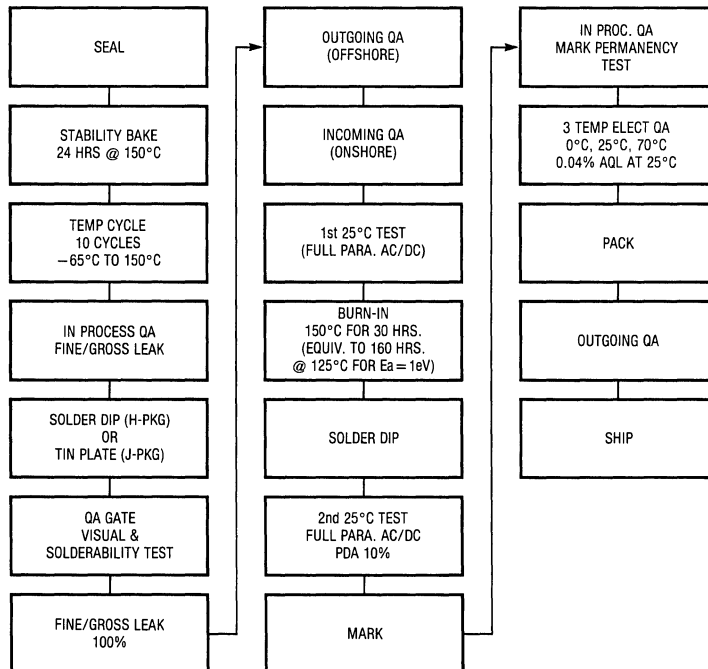 SEAL
STABILITY BAKE
24 HRS @ 150°C
TEMP CYCLE
10 CYCLES
−65°C TO 150°C
IN PROCESS QA
FINE/GROSS LEAK
SOLDER DIP (H-PKG)
OR
TIN PLATE (J-PKG)
QA GATE
VISUAL &
SOLDERABILITY TEST
FINE/GROSS LEAK
100%
OUTGOING QA
(OFFSHORE)
INCOMING QA
(ONSHORE)
1st 25°C TEST
(FULL PARA. AC/DC)
BURN-IN
150°C FOR 30 HRS.
(EQUIV. TO 160 HRS.
@ 125°C FOR Ea=1eV)
SOLDER DIP
2nd 25°C TEST
FULL PARA. AC/DC
PDA 10%
MARK
IN PROC. QA
MARK PERMANENCY
TEST
3 TEMP ELECT QA
0°C, 25°C, 70°C
0.04% AQL AT 25°C
PACK
OUTGOING QA
SHIP